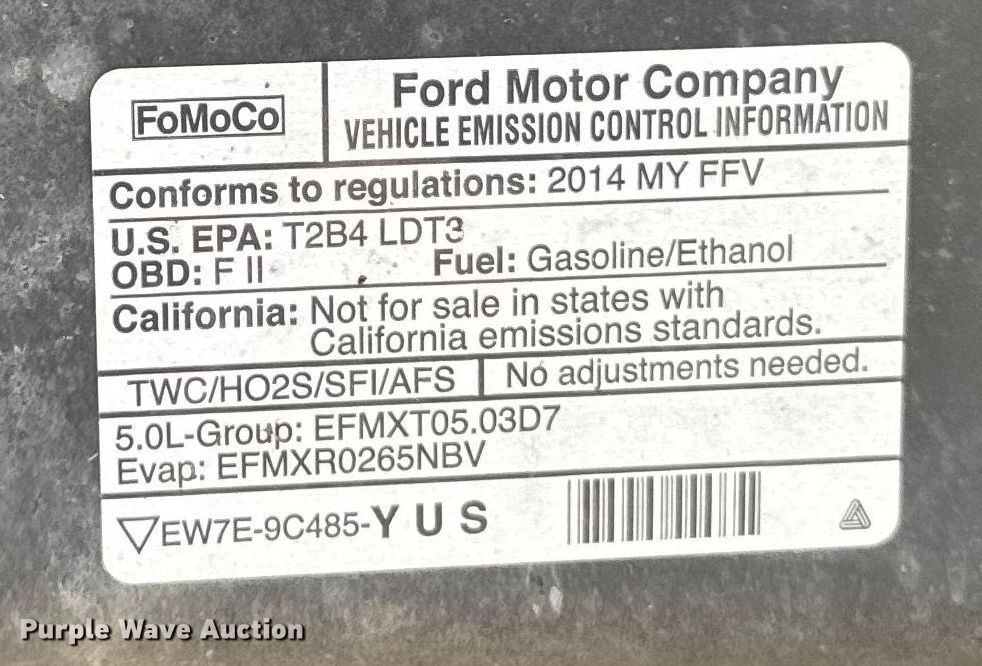 FoMoCo
Ford Motor Company
VEHICLE EMISSION CONTROL INFORMATION
Conforms to regulations: 2014 MY FFV
U.S. EPA: T2B4 LDT3
OBD: F II Fuel: Gasoline/Ethanol
California: Not for sale in states with
California emissions standards.
TWC/HO2S/SFI/AFS No adjustments needed.
5.0L-Group: EFMXT05.03D7
Evap: EFMXR0265NBV
EW7E-9C485-Y U S
Purple Wave Auction